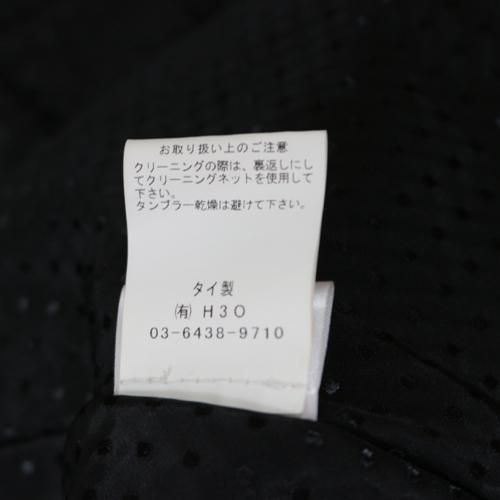 お取り扱い上のご注意
クリーニングの際は、裏返しにし
てクリーニングネットを使用して
下さい。
タンブラー乾燥は避けて下さい。
タイ製
㈲ H3O
03-6438-9710